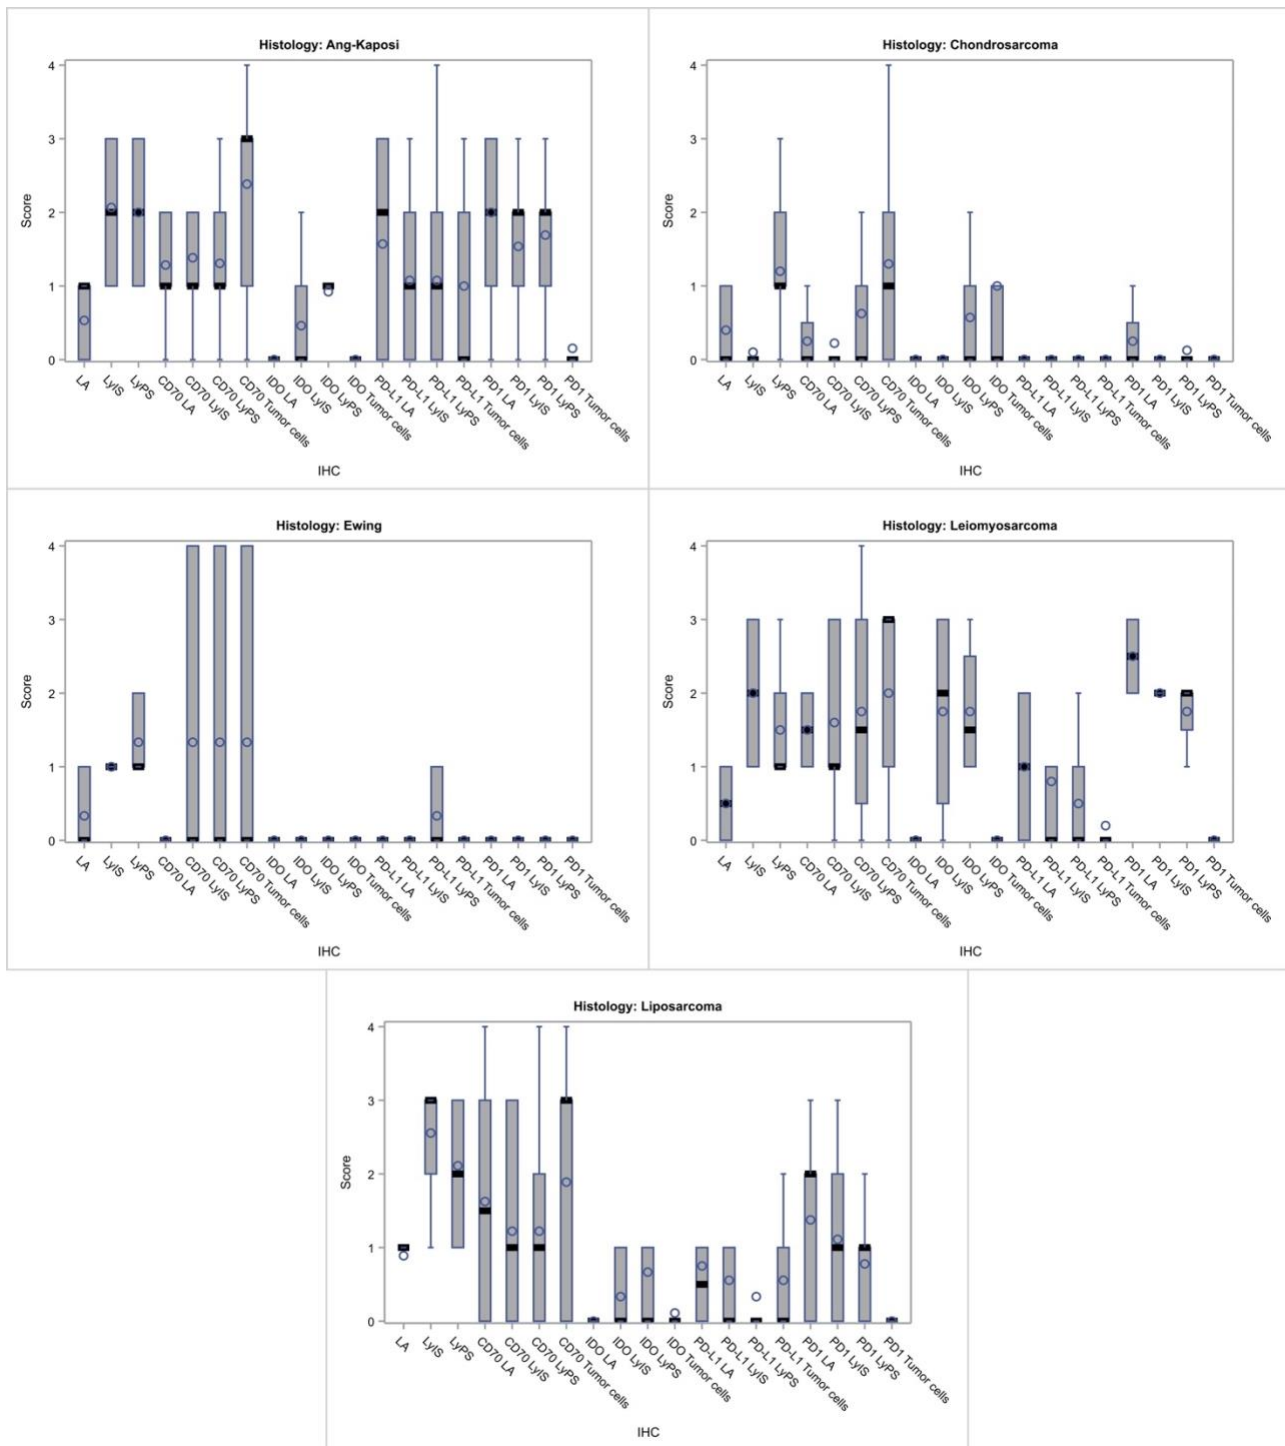 Histology: Ang-Kaposi
4
3
2
1
0
Score
LA
LyIS
LyPS
CD70 LA
CD70 LyIS
CD70 LyPS
CD70 Tumor cells
IDO LA
IDO LyIS
IDO LyPS
IDO Tumor cells
PD-L1 LA
PD-L1 LyIS
PD-L1 LyPS
PD-L1 Tumor cells
PD1 LA
PD1 LyIS
PD1 LyPS
PD1 Tumor cells
IHC
Histology: Chondrosarcoma
4
3
2
1
0
Score
LA
LyIS
LyPS
CD70 LA
CD70 LyIS
CD70 LyPS
CD70 Tumor cells
IDO LA
IDO LyIS
IDO LyPS
IDO Tumor cells
PD-L1 LA
PD-L1 LyIS
PD-L1 LyPS
PD-L1 Tumor cells
PD1 LA
PD1 LyIS
PD1 LyPS
PD1 Tumor cells
IHC
Histology: Ewing
4
3
2
1
0
Score
LA
LyIS
LyPS
CD70 LA
CD70 LyIS
CD70 LyPS
CD70 Tumor cells
IDO LA
IDO LyIS
IDO LyPS
IDO Tumor cells
PD-L1 LA
PD-L1 LyIS
PD-L1 LyPS
PD-L1 Tumor cells
PD1 LA
PD1 LyIS
PD1 LyPS
PD1 Tumor cells
IHC
Histology: Leiomyosarcoma
4
3
2
1
0
Score
LA
LyIS
LyPS
CD70 LA
CD70 LyIS
CD70 LyPS
CD70 Tumor cells
IDO LA
IDO LyIS
IDO LyPS
IDO Tumor cells
PD-L1 LA
PD-L1 LyIS
PD-L1 LyPS
PD-L1 Tumor cells
PD1 LA
PD1 LyIS
PD1 LyPS
PD1 Tumor cells
IHC
Histology: Liposarcoma
4
3
2
1
0
Score
LA
LyIS
LyPS
CD70 LA
CD70 LyIS
CD70 LyPS
CD70 Tumor cells
IDO LA
IDO LyIS
IDO LyPS
IDO Tumor cells
PD-L1 LA
PD-L1 LyIS
PD-L1 LyPS
PD-L1 Tumor cells
PD1 LA
PD1 LyIS
PD1 LyPS
PD1 Tumor cells
IHC